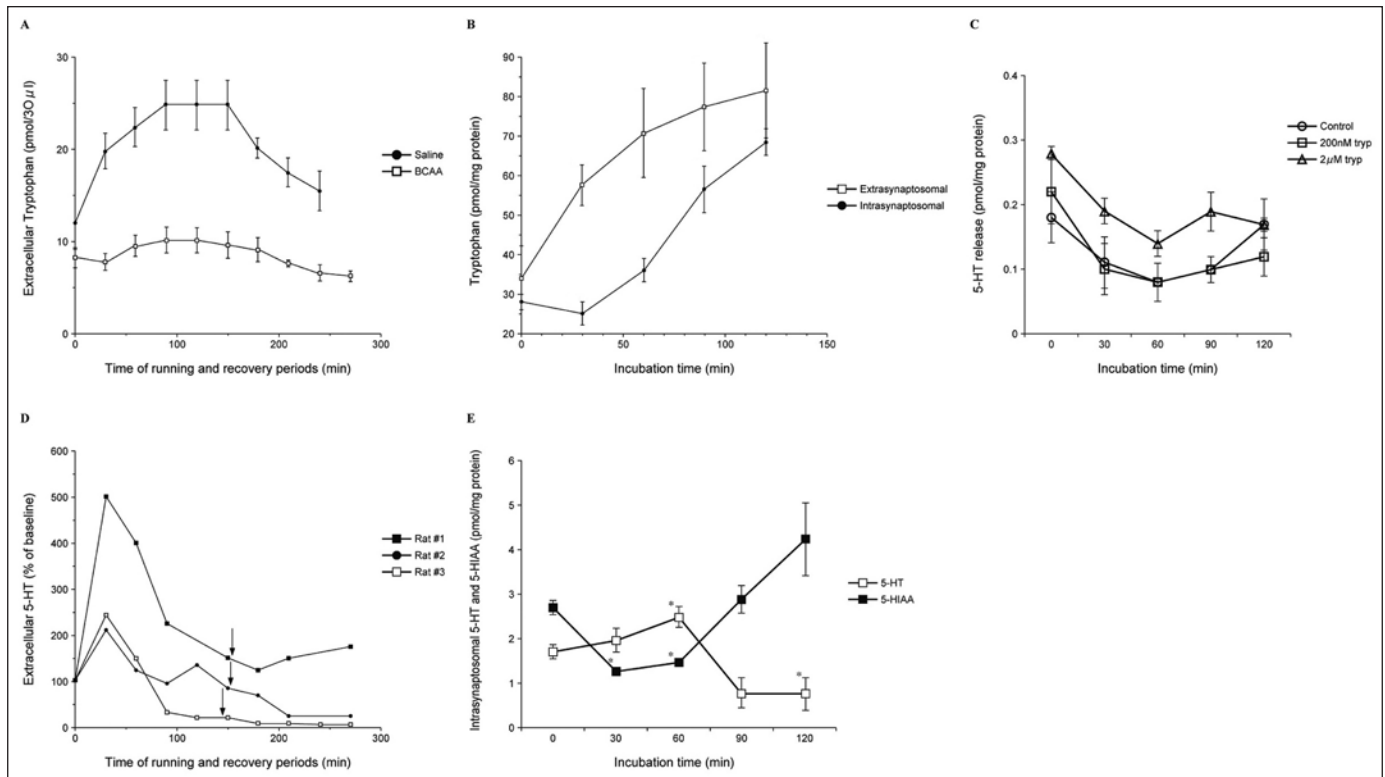 A
Extracellular Tryptophan (pmol/3O μl)
30
20
10
0
0 100 200 300
Time of running and recovery periods (min)
Saline
BCAA
B
Tryptophan (pmol/mg protein)
90
80
70
60
50
40
30
20
0 50 100 150
Incubation time (min)
Extrasynaptosomal
Intrasynaptosomal
C
5-HT release (pmol/mg protein)
0.4
0.3
0.2
0.1
0
0 30 60 90 120
Incubation time (min)
Control
200nM tryp
2μM tryp
D
Extracellular 5-HT (% of baseline)
600
500
400
300
250
200
150
100
50
0
0 100 200 300
Time of running and recovery periods (min)
Rat #1
Rat #2
Rat #3
E
Intrasynaptosomal 5-HT and 5-HIAA (pmol/mg protein)
6
5
4
3
2
1
0
* * * *
0 30 60 90 120
Incubation time (min)
5-HT
5-HIAA